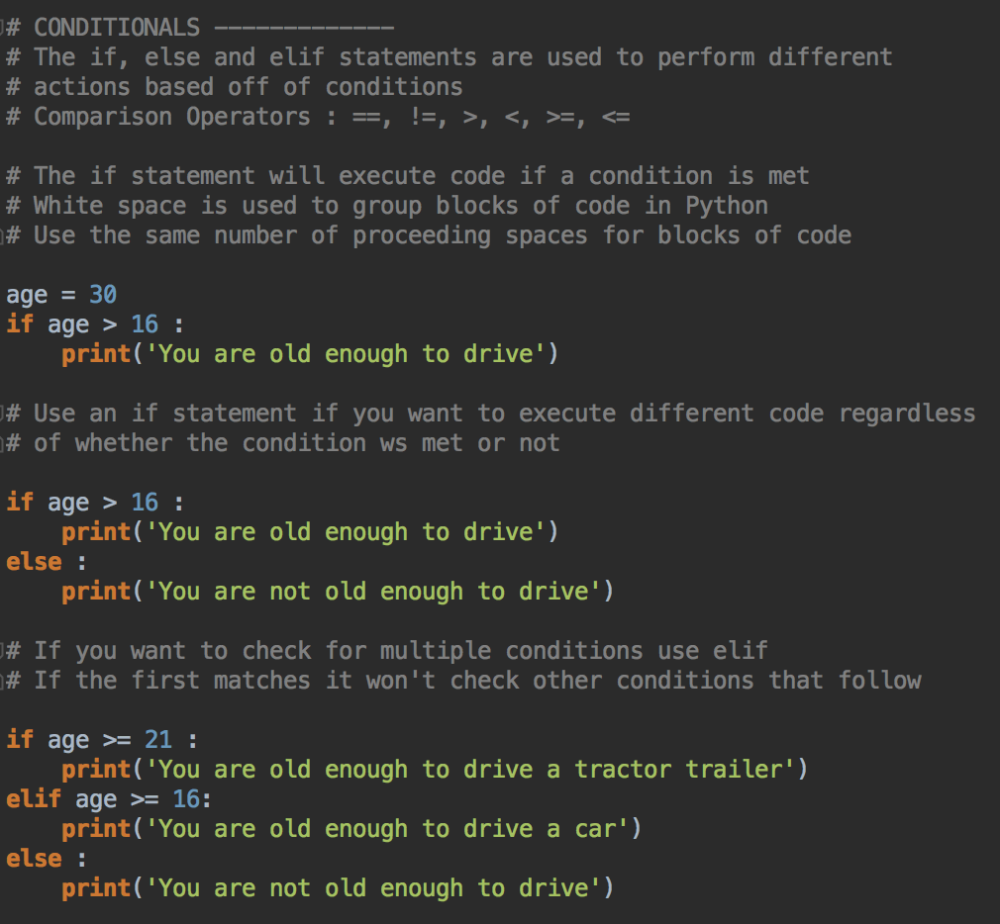 # CONDITIONALS -------------
# The if, else and elif statements are used to perform different
# actions based off of conditions
# Comparison Operators : ==, !=, >, <, >=, <=
# The if statement will execute code if a condition is met
# White space is used to group blocks of code in Python
# Use the same number of proceeding spaces for blocks of code
age = 30
if age > 16 :
    print('You are old enough to drive')
# Use an if statement if you want to execute different code regardless
# of whether the condition ws met or not
if age > 16 :
    print('You are old enough to drive')
else :
    print('You are not old enough to drive')
# If you want to check for multiple conditions use elif
# If the first matches it won't check other conditions that follow
if age >= 21 :
    print('You are old enough to drive a tractor trailer')
elif age >= 16:
    print('You are old enough to drive a car')
else :
    print('You are not old enough to drive')